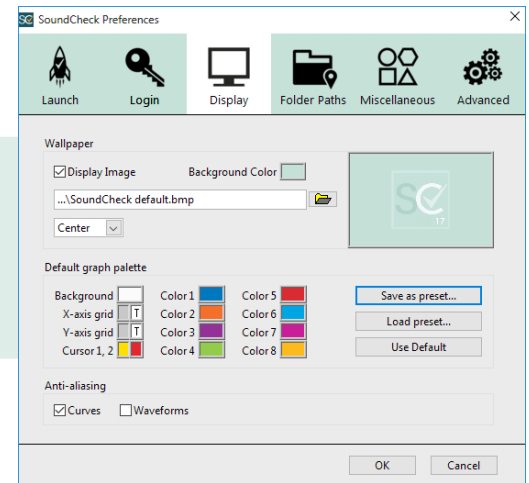 SC SoundCheck Preferences
Launch Login Display Folder Paths Miscellaneous Advanced
Wallpaper
Display Image Background Color
...\SoundCheck default.bmp
Center
SC
17
Default graph palette
Background Color 1 Color 5 Save as preset...
X-axis grid T Color 2 Color 6
Load preset...
Y-axis grid T Color 3 Color 7
Cursor 1, 2 Color 4 Color 8 Use Default
Anti-aliasing
Curves Waveforms
OK Cancel